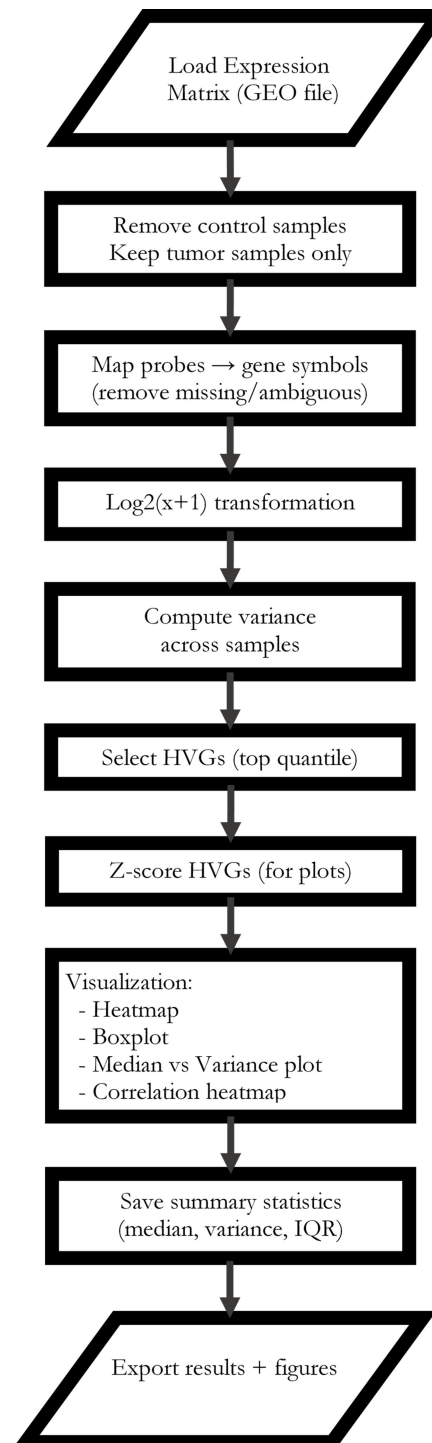 Load Expression
Matrix (GEO file)
Remove control samples
Keep tumor samples only
Map probes → gene symbols
(remove missing/ambiguous)
Log2(x+1) transformation
Compute variance
across samples
Select HVGs (top quantile)
Z-score HVGs (for plots)
Visualization:
- Heatmap
- Boxplot
- Median vs Variance plot
- Correlation heatmap
Save summary statistics
(median, variance, IQR)
Export results + figures